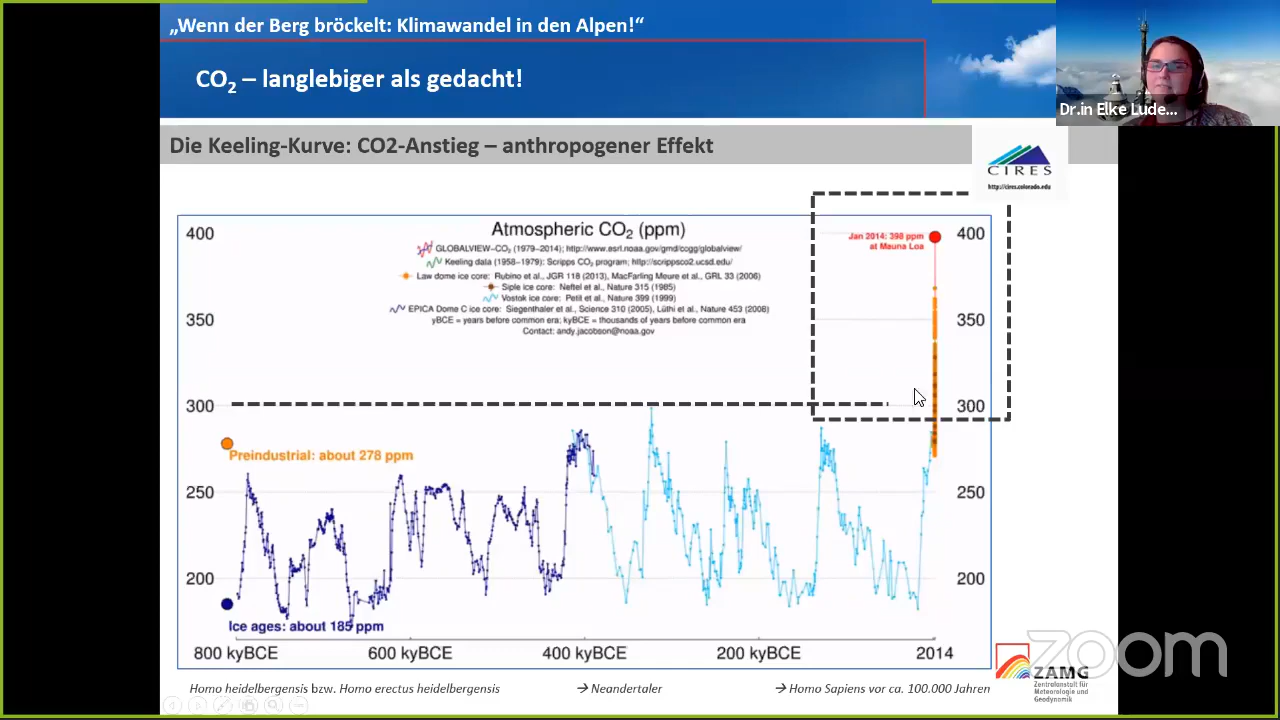 „Wenn der Berg bröckelt: Klimawandel in den Alpen!“
CO2 – langlebiger als gedacht!
Dr.in Elke Lude...
Die Keeling-Kurve: CO2-Anstieg – anthropogener Effekt
CIRES
http://cires.colorado.edu
Atmospheric CO2 (ppm)
GLOBALVIEW-CO2 (1979–2014); http://www.esrl.noaa.gov/gmd/ccgg/globalview/
Keeling data (1958–1979): Scripps CO2 program; http://scrippsco2.ucsd.edu/
Law dome ice core: Rubino et al., JGR 118 (2013), MacFarling Meure et al., GRL 33 (2006)
Siple ice core: Neftel et al., Nature 315 (1985)
Vostok ice core: Petit et al., Nature 399 (1999)
EPICA Dome C ice core: Siegenthaler et al., Science 310 (2005), Lüthi et al., Nature 453 (2008)
yBCE = years before common era; kyBCE = thousands of years before common era
Contact: andy.jacobson@noaa.gov
Jan 2014: 398 ppm
at Mauna Loa
400 400
350 350
300 300
Preindustrial: about 278 ppm
250 250
200 200
Ice ages: about 185 ppm
800 kyBCE 600 kyBCE 400 kyBCE 200 kyBCE 2014
Homo heidelbergensis bzw. Homo erectus heidelbergensis → Neandertaler → Homo Sapiens vor ca. 100.000 Jahren
ZAMG
Zentralanstalt für
Meteorologie und
Geodynamik
zoom